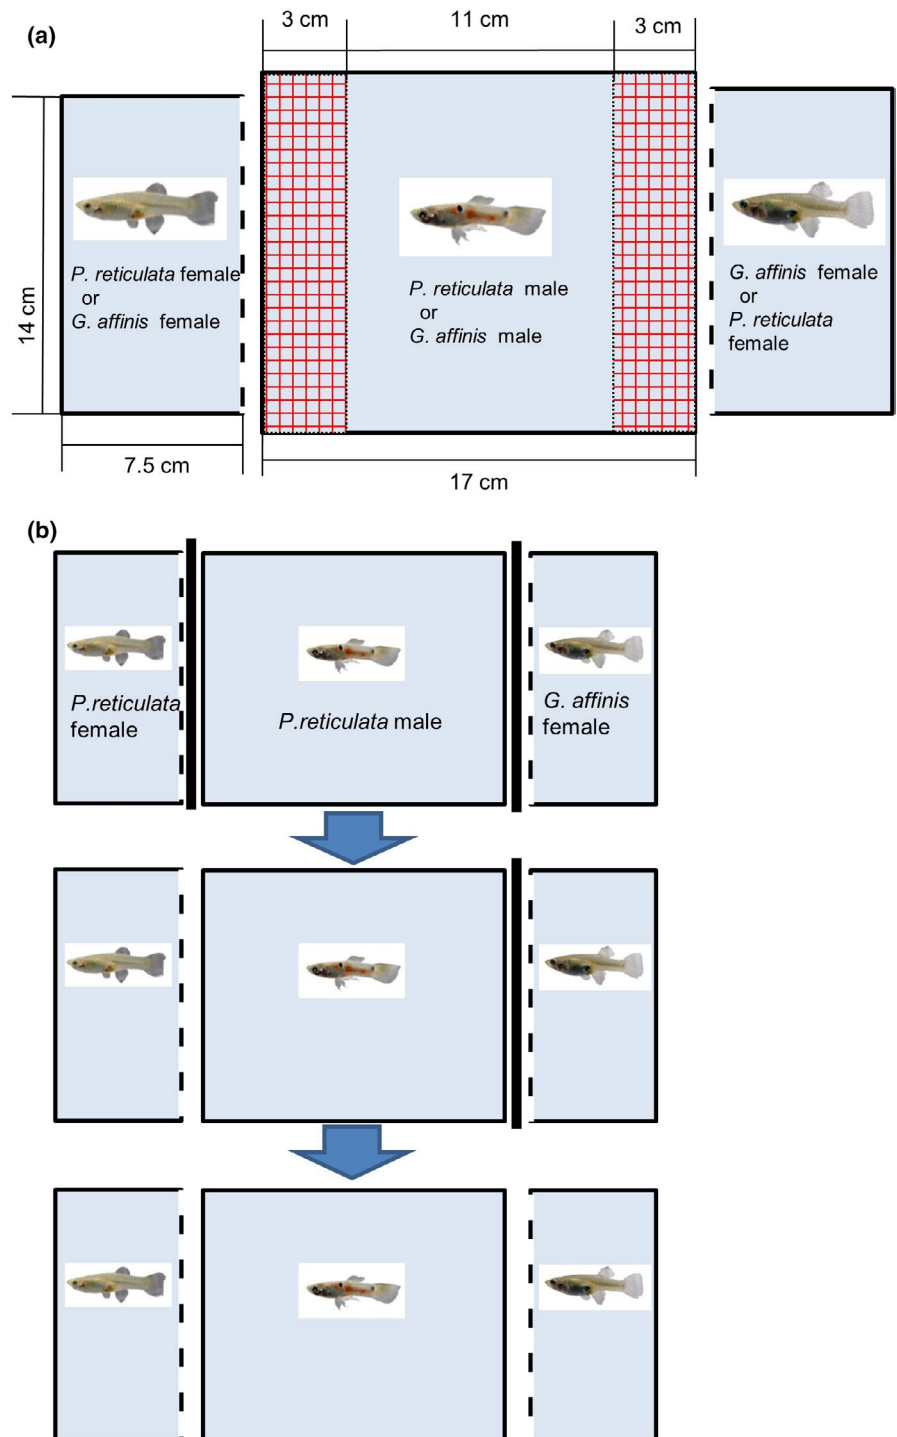 (a)
3 cm
11 cm
3 cm
14 cm
P. reticulata female
or
G. affinis female
P. reticulata male
or
G. affinis male
G. affinis female
or
P. reticulata
female
7.5 cm
17 cm
(b)
P.reticulata
female
P.reticulata male
G. affinis
female